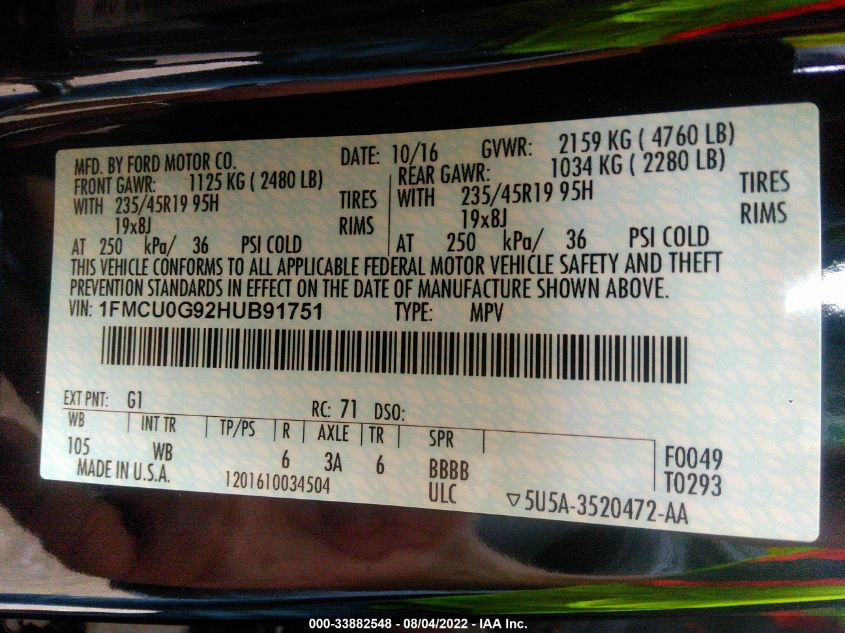 MFD. BY FORD MOTOR CO. DATE: 10/16 GVWR: 2159 KG ( 4760 LB)
FRONT GAWR: 1125 KG ( 2480 LB) REAR GAWR: 1034 KG ( 2280 LB)
WITH 235/45R19 95H TIRES WITH 235/45R19 95H TIRES
19x8J RIMS 19x8J RIMS
AT 250 kPa/ 36 PSI COLD AT 250 kPa/ 36 PSI COLD
THIS VEHICLE CONFORMS TO ALL APPLICABLE FEDERAL MOTOR VEHICLE SAFETY AND THEFT
PREVENTION STANDARDS IN EFFECT ON THE DATE OF MANUFACTURE SHOWN ABOVE.
VIN: 1FMCU0G92HUB91751 TYPE: MPV
EXT PNT: G1 RC: 71 DSO:
WB INT TR TP/PS R AXLE TR SPR
105 WB 6 3A 6 BBBB F0049
MADE IN U.S.A. 1201610034504 ULC ▽5U5A-3520472-AA T0293
000-33882548 - 08/04/2022 - IAA Inc.